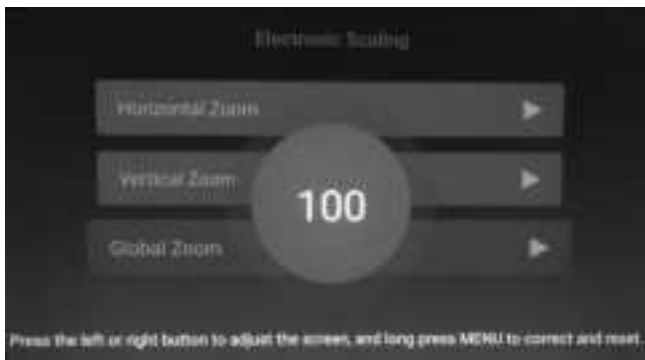 Electronic Scaling
Horizontal Zoom
Vertical Zoom
100
Global Zoom
Press the left or right button to adjust the screen, and long press MENU to correct and reset.